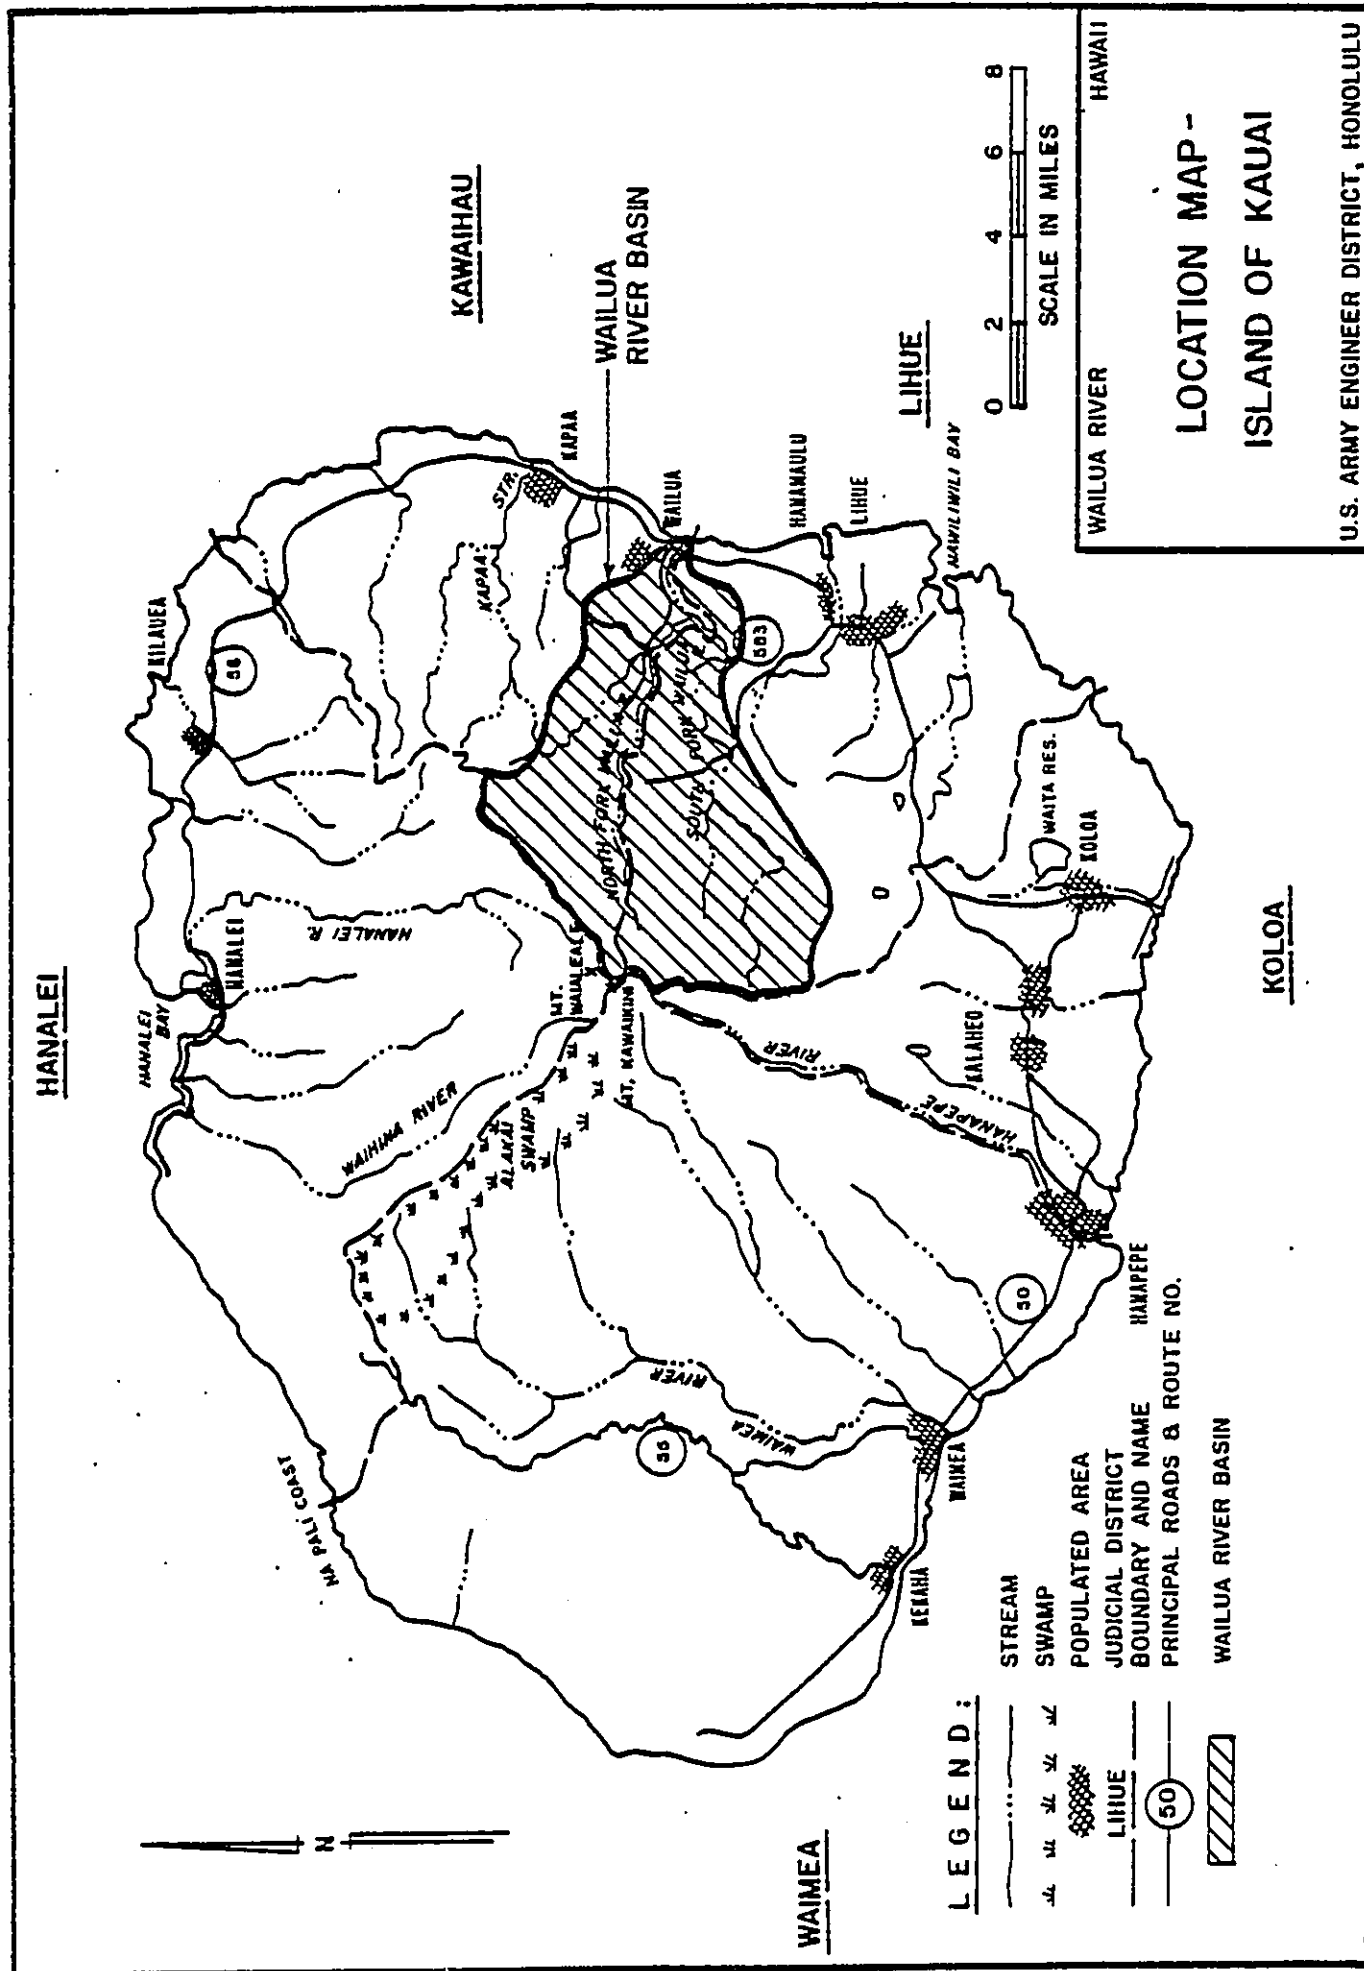 HANALEI
KAWAIHAU
WAILUA
RIVER BASIN
LIHUE
KOLOA
WAIMEA
N
HANALEI
BAY
HANALEI
KILAUEA
56
HANALEI R.
NA PALI COAST
ALAKAI
SWAMP
MT.
WAIALEALE
MT. KAWAIKINI
KAPAA
STR.
KAPAA
NORTH FORK WAILUA R.
SOUTH FORK WAILUA R.
WAILUA
583
HANAMAULU
LIHUE
NAWILIWILI BAY
55
WAIMEA
RIVER
HANAPEPE
RIVER
WAITA RES.
KOLOA
KALAHEO
50
HANAPEPE
WAIMEA
KEKAHA
LEGEND:
STREAM
SWAMP
POPULATED AREA
LIHUE
JUDICIAL DISTRICT
BOUNDARY AND NAME
50
PRINCIPAL ROADS & ROUTE NO.
WAILUA RIVER BASIN
0 2 4 6 8
SCALE IN MILES
WAILUA RIVER HAWAII
LOCATION MAP-
ISLAND OF KAUAI
U.S. ARMY ENGINEER DISTRICT, HONOLULU